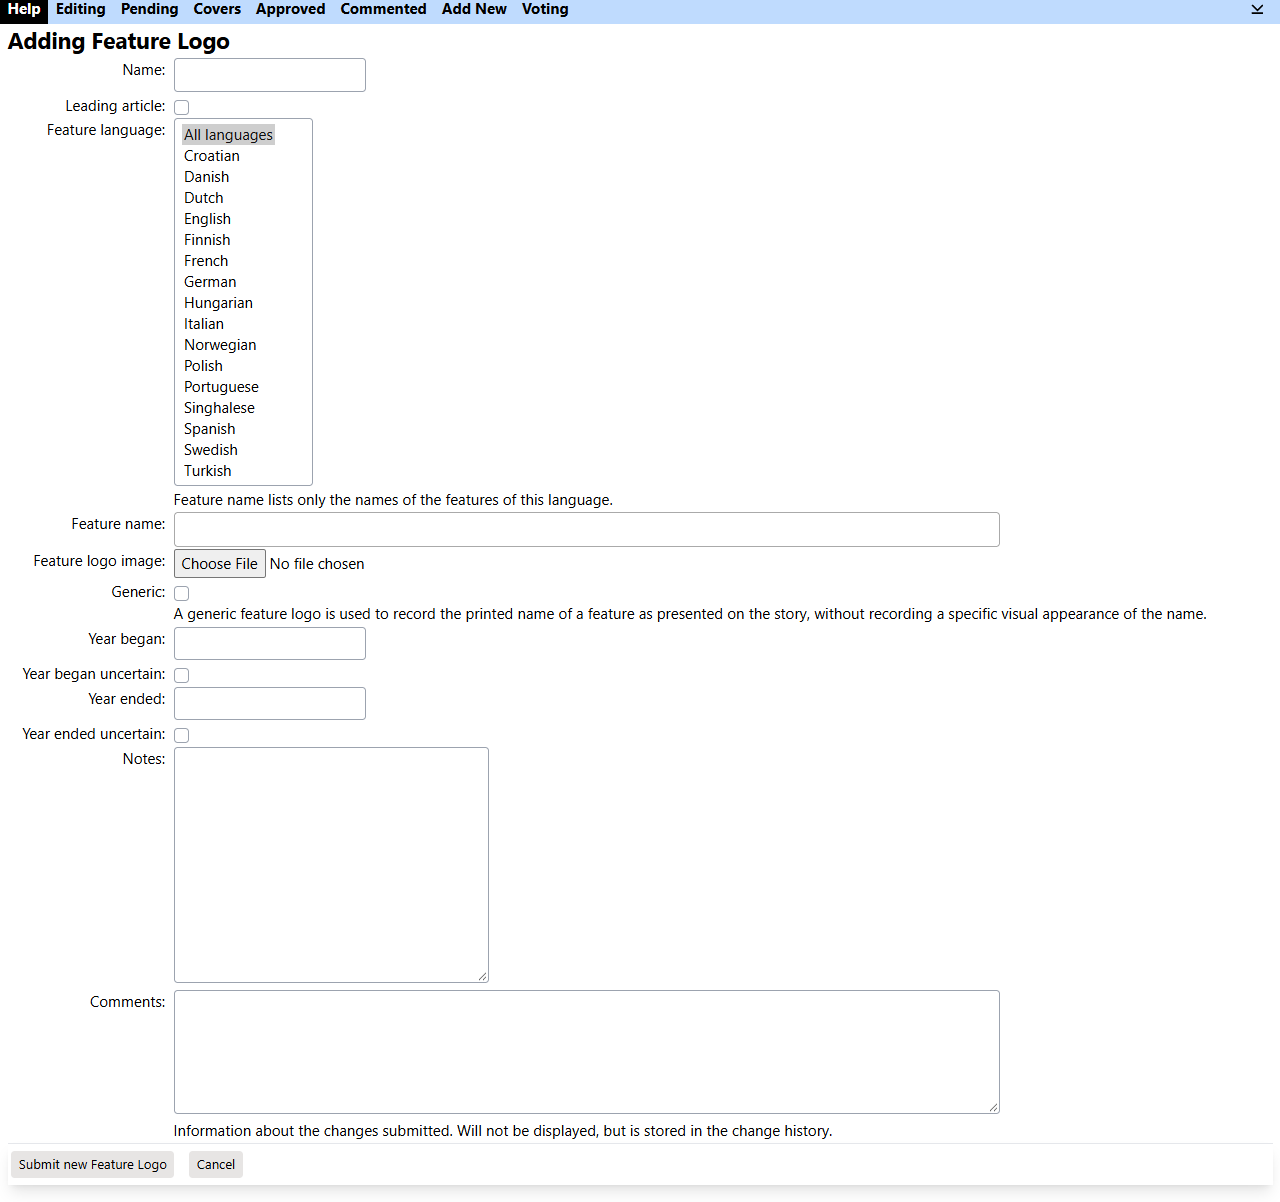 Help Editing Pending Covers Approved Commented Add New Voting
Adding Feature Logo
Name:
Leading article:
Feature language:
All languages
Croatian
Danish
Dutch
English
Finnish
French
German
Hungarian
Italian
Norwegian
Polish
Portuguese
Singhalese
Spanish
Swedish
Turkish
Feature name lists only the names of the features of this language.
Feature name:
Feature logo image: Choose File No file chosen
Generic:
A generic feature logo is used to record the printed name of a feature as presented on the story, without recording a specific visual appearance of the name.
Year began:
Year began uncertain:
Year ended:
Year ended uncertain:
Notes:
Comments:
Information about the changes submitted. Will not be displayed, but is stored in the change history.
Submit new Feature Logo Cancel